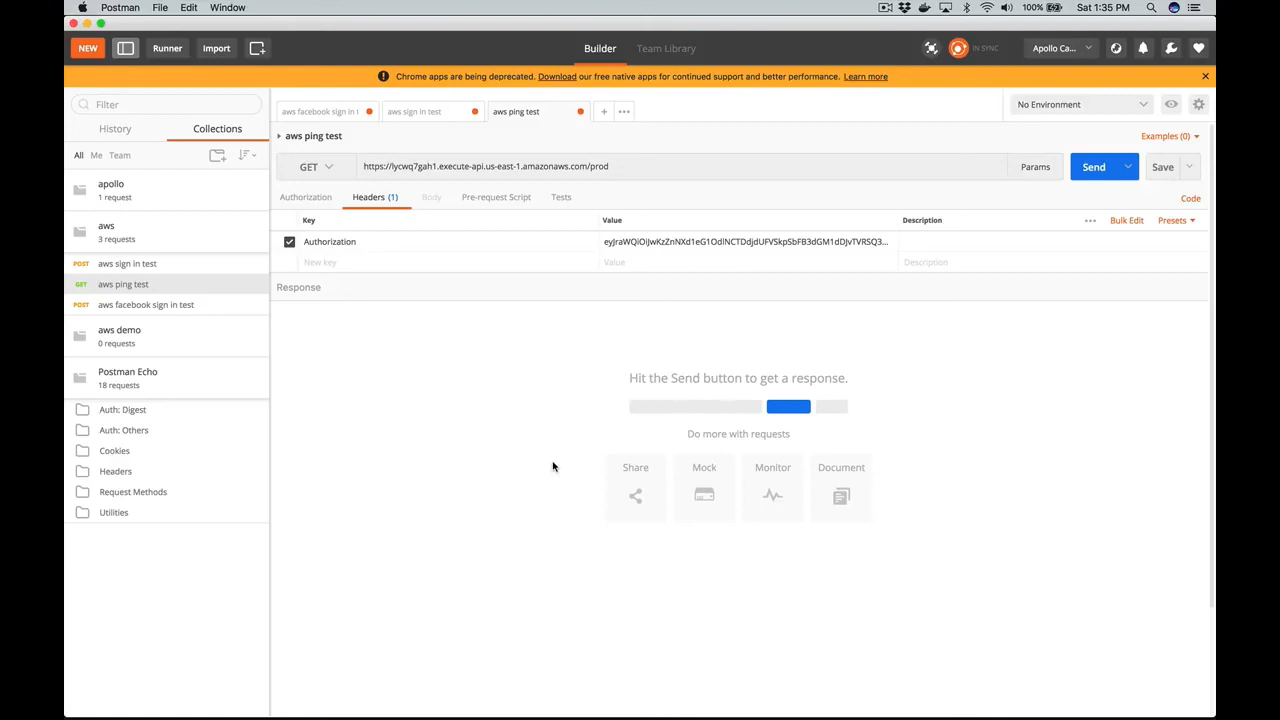 Postman File Edit Window 100% Sat 1:35 PM
NEW Runner Import Builder Team Library IN SYNC Apollo Ca...
Chrome apps are being deprecated. Download our free native apps for continued support and better performance. Learn more
Filter
aws facebook sign in t aws sign in test aws ping test + ••• No Environment
History Collections
aws ping test Examples (0)
All Me Team
GET https://lycwq7gah1.execute-api.us-east-1.amazonaws.com/prod Params Send Save
apollo
1 request
Authorization Headers (1) Body Pre-request Script Tests Code
aws
3 requests
Key Value Description ••• Bulk Edit Presets
Authorization eyJraWQiOiJwKzZnNXd1eG1OdlNCTDdjdUFVSkpSbFB3dGM1dDJvTVRSQ3...
New key Value Description
POST aws sign in test
GET aws ping test
POST aws facebook sign in test
Response
aws demo
0 requests
Postman Echo
18 requests
Auth: Digest
Auth: Others
Cookies
Headers
Request Methods
Utilities
Hit the Send button to get a response.
Do more with requests
Share Mock Monitor Document